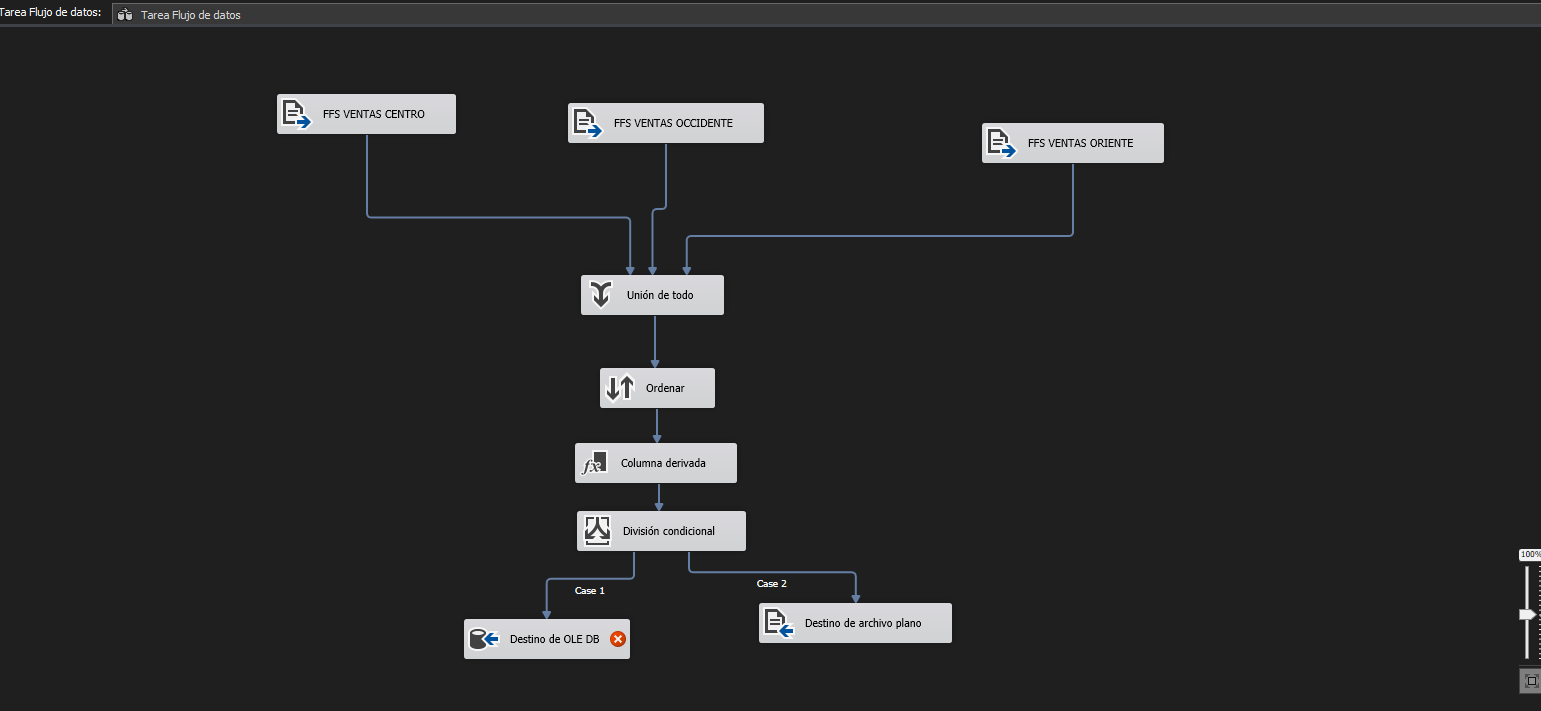 Tarea Flujo de datos:
Tarea Flujo de datos
FFS VENTAS CENTRO
FFS VENTAS OCCIDENTE
FFS VENTAS ORIENTE
Unión de todo
Ordenar
fx
Columna derivada
División condicional
Case 1
Case 2
Destino de OLE DB
Destino de archivo plano
100%